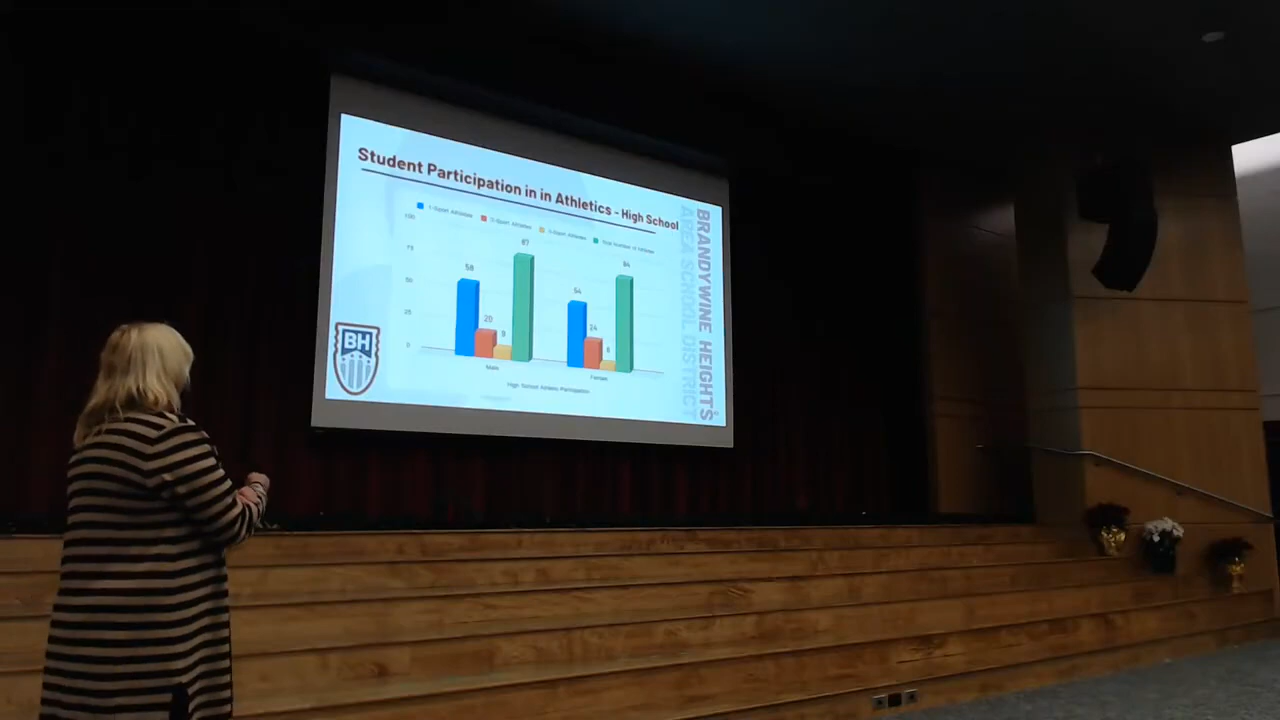 Student Participation in in Athletics - High School
1-Sport Athletes
2-Sport Athletes
3-Sport Athletes
Total Number of Athletes
100
75
50
25
0
58
20
9
87
54
24
6
84
Male
Female
High School Athletic Participation
BH
BRANDYWINE HEIGHTS
AREA SCHOOL DISTRICT